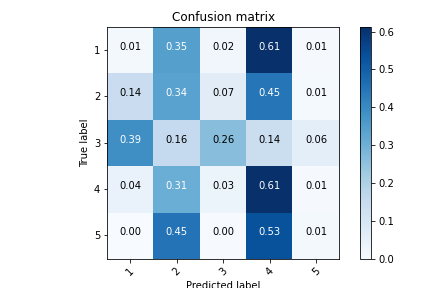 Confusion matrix
1 0.01 0.35 0.02 0.61 0.01
2 0.14 0.34 0.07 0.45 0.01
3 0.39 0.16 0.26 0.14 0.06
4 0.04 0.31 0.03 0.61 0.01
5 0.00 0.45 0.00 0.53 0.01
1 2 3 4 5
True label
Predicted label
0.6
0.5
0.4
0.3
0.2
0.1
0.0